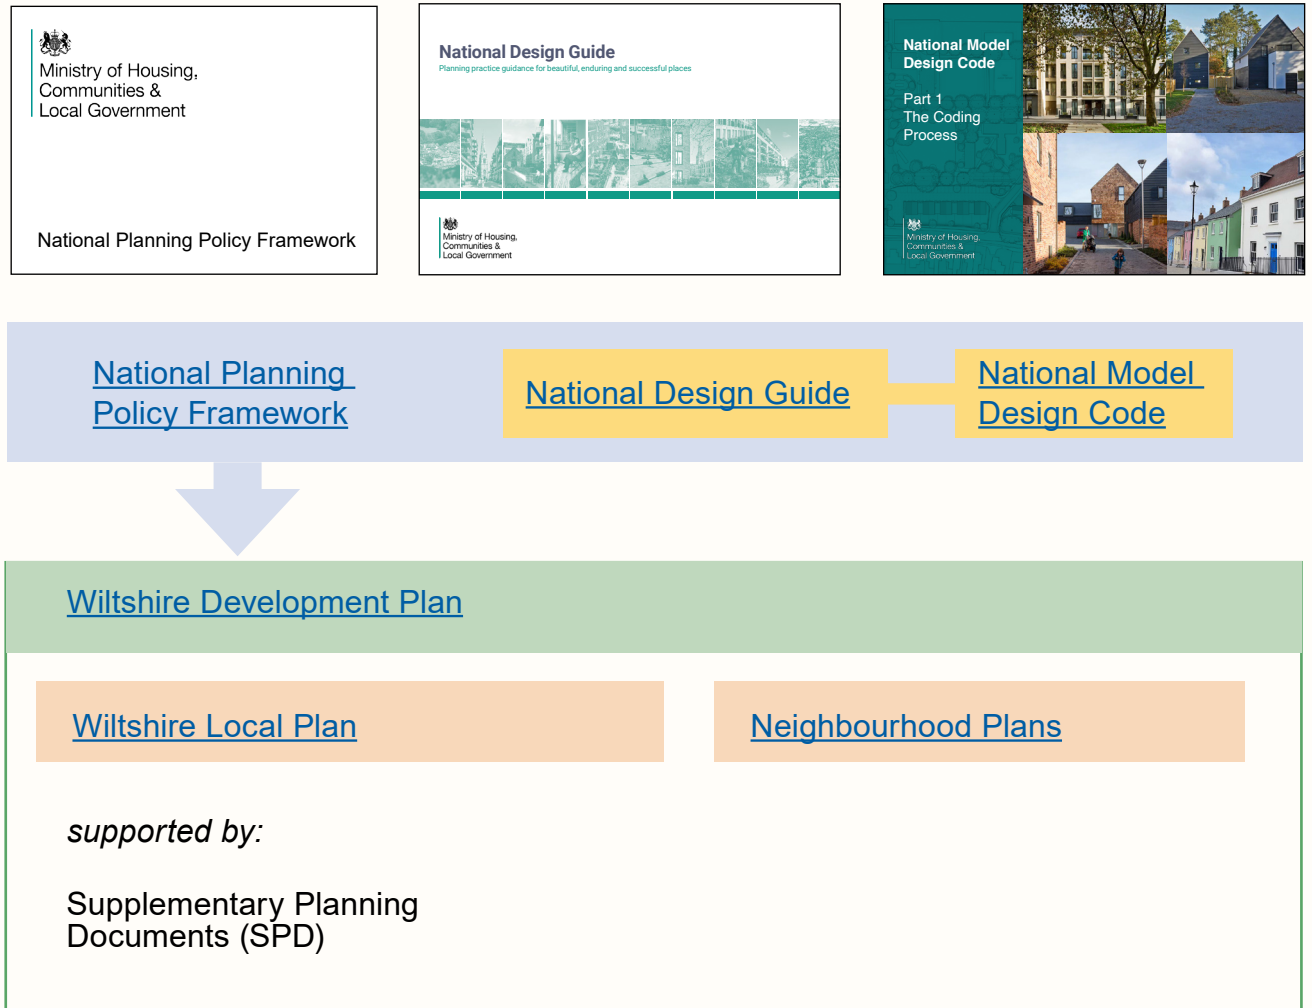 Ministry of Housing,
Communities &
Local Government
National Planning Policy Framework
National Design Guide
Planning practice guidance for beautiful, enduring and successful places
Ministry of Housing,
Communities &
Local Government
National Model
Design Code
Part 1
The Coding
Process
Ministry of Housing,
Communities &
Local Government
National Planning
Policy Framework
National Design Guide
National Model
Design Code
Wiltshire Development Plan
Wiltshire Local Plan
Neighbourhood Plans
supported by:
Supplementary Planning
Documents (SPD)